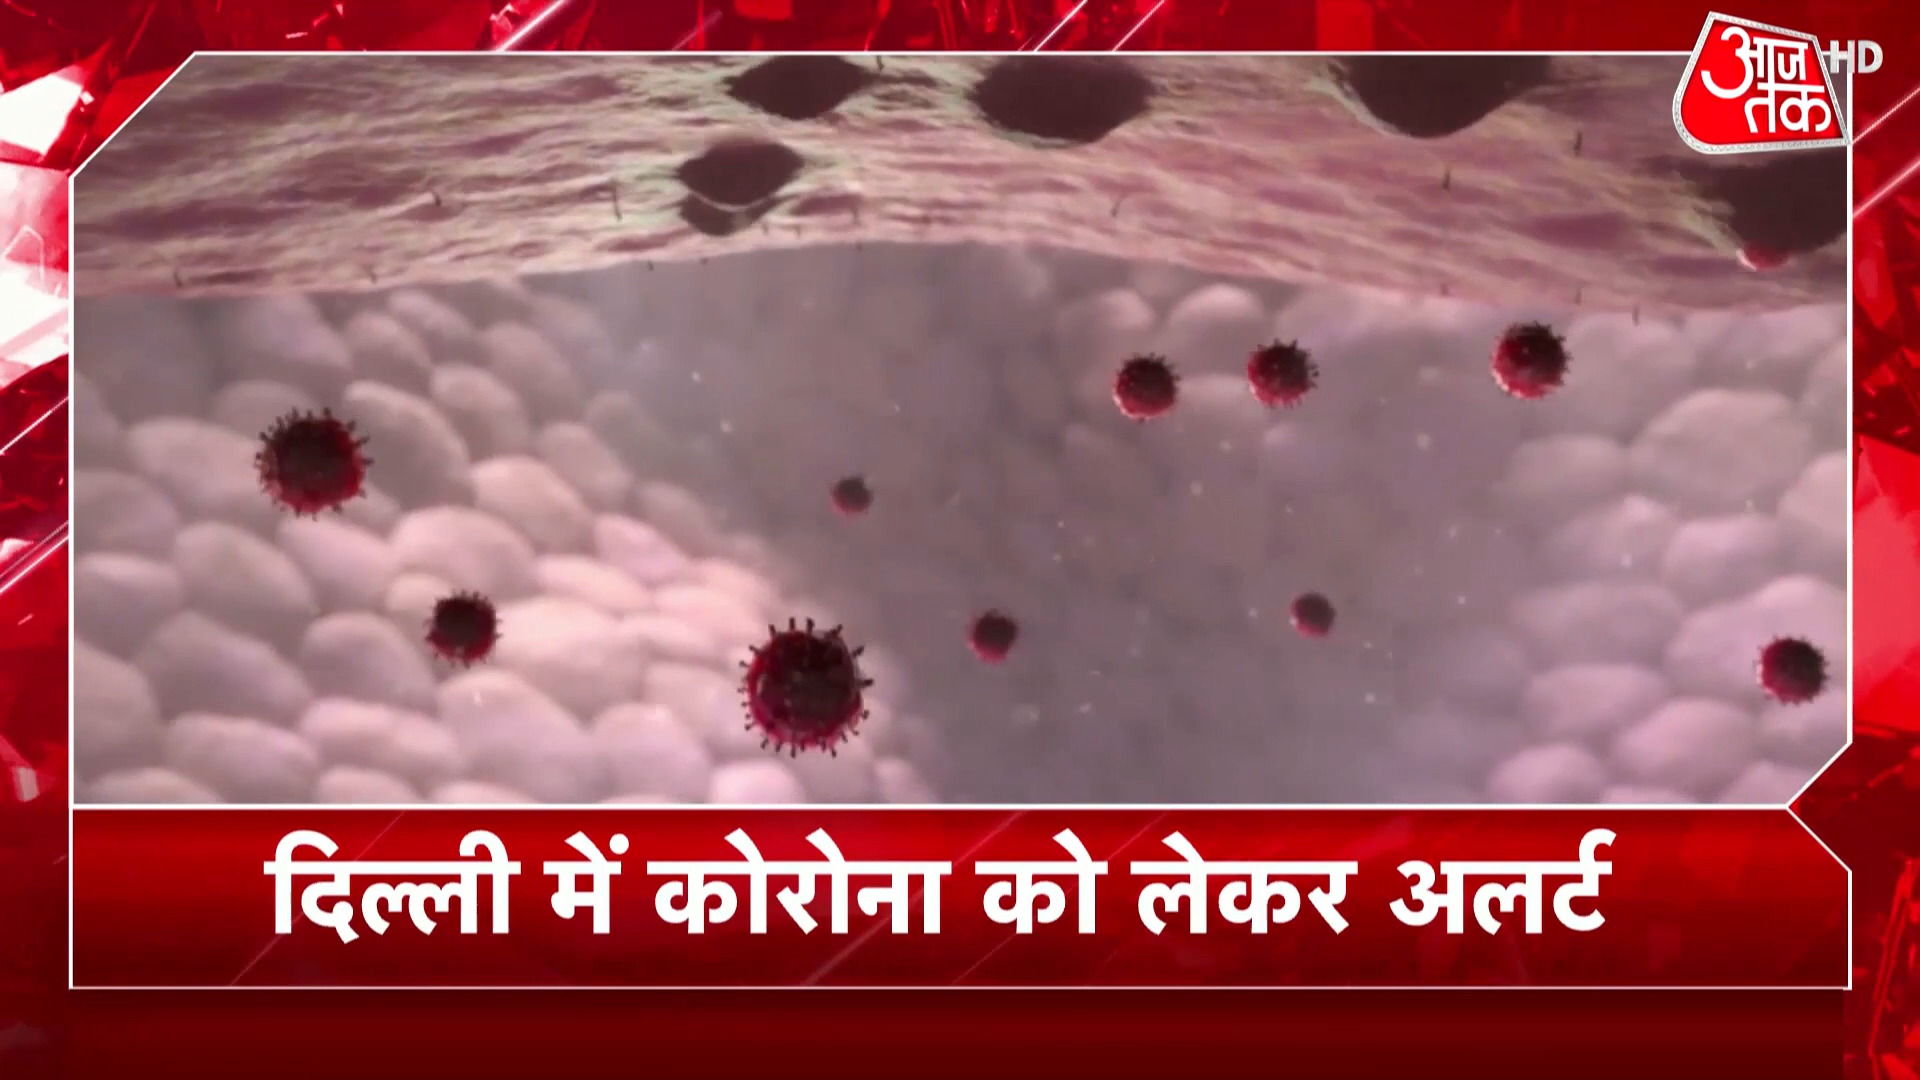 आज तक HD
दिल्ली में कोरोना को लेकर अलर्ट